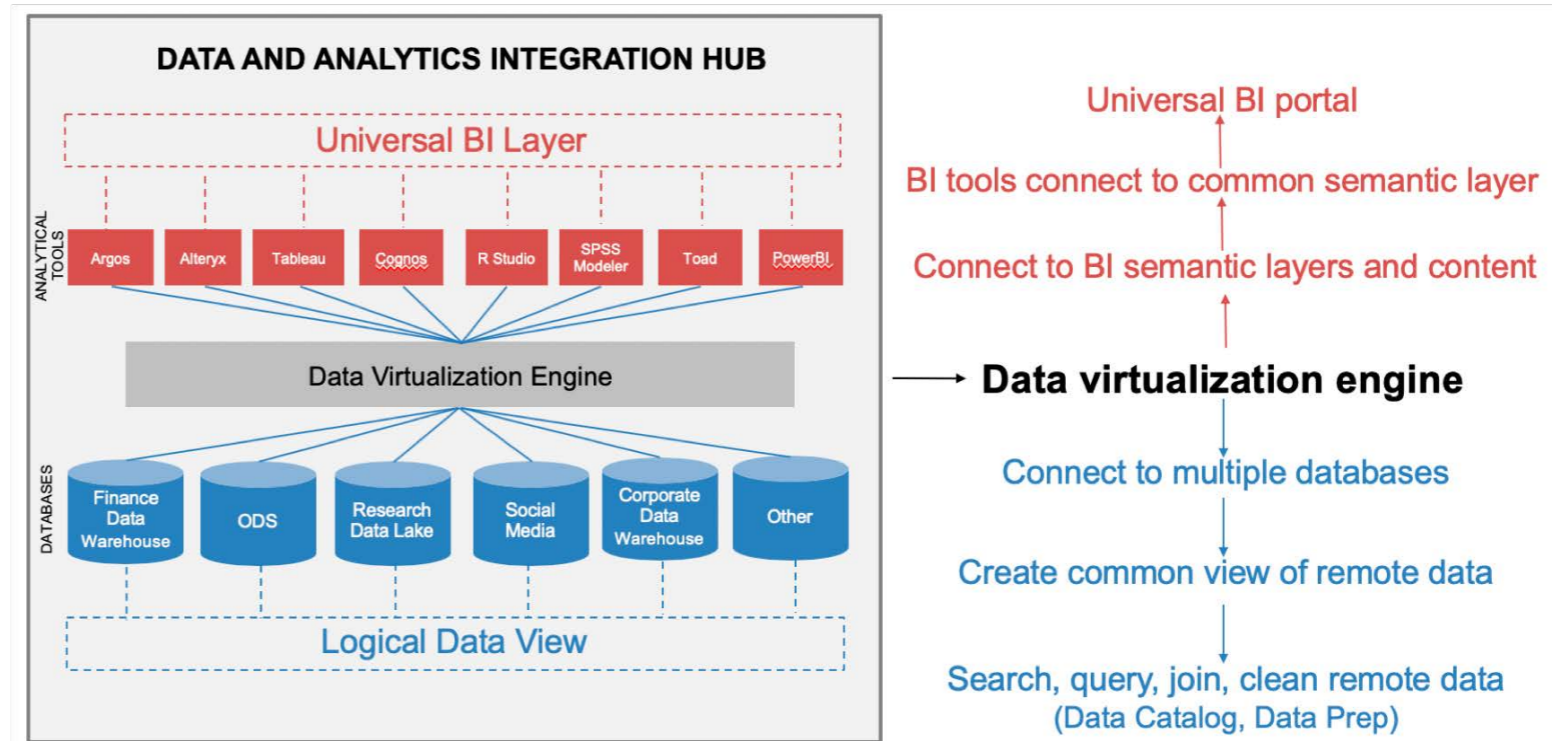 DATA AND ANALYTICS INTEGRATION HUB
Universal BI Layer
ANALYTICAL
TOOLS
Argos
Alteryx
Tableau
Cognos
R Studio
SPSS
Modeler
Toad
PowerBI
Data Virtualization Engine
DATABASES
Finance
Data
Warehouse
ODS
Research
Data Lake
Social
Media
Corporate
Data
Warehouse
Other
Logical Data View
Universal BI portal
BI tools connect to common semantic layer
Connect to BI semantic layers and content
Data virtualization engine
Connect to multiple databases
Create common view of remote data
Search, query, join, clean remote data
(Data Catalog, Data Prep)